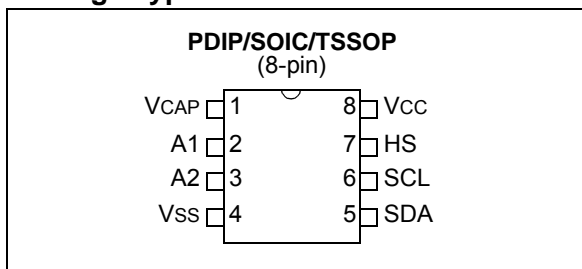 PDIP/SOIC/TSSOP
(8-pin)
VCAP 1 8 VCC
A1 2 7 HS
A2 3 6 SCL
VSS 4 5 SDA